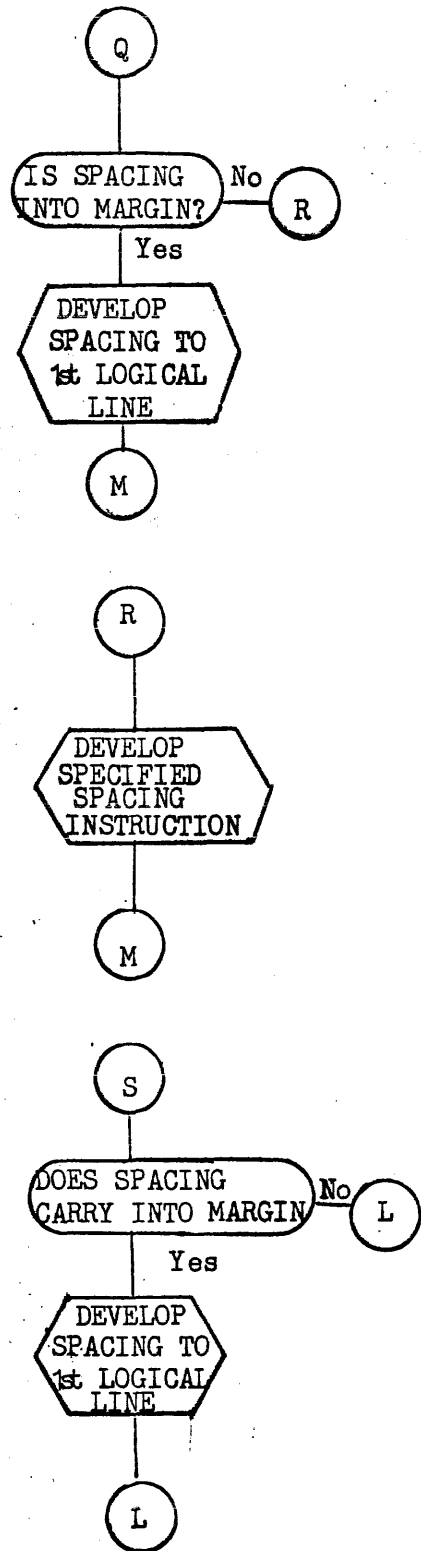 Q
IS SPACING
INTO MARGIN?
No
R
Yes
DEVELOP
SPACING TO
1st LOGICAL
LINE
M
R
DEVELOP
SPECIFIED
SPACING
INSTRUCTION
M
S
DOES SPACING
CARRY INTO MARGIN
No
L
Yes
DEVELOP
SPACING TO
1st LOGICAL
LINE
L